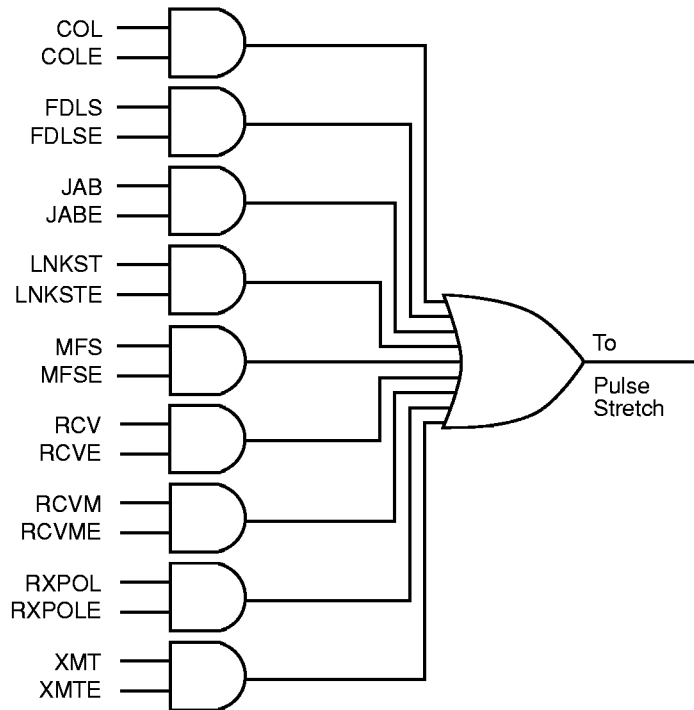 COL
COLE
FDLS
FDLSE
JAB
JABE
LNKST
LNKSTE
MFS
MFSE
To
Pulse
Stretch
RCV
RCVE
RCVM
RCVME
RXPOL
RXPOLE
XMT
XMTE